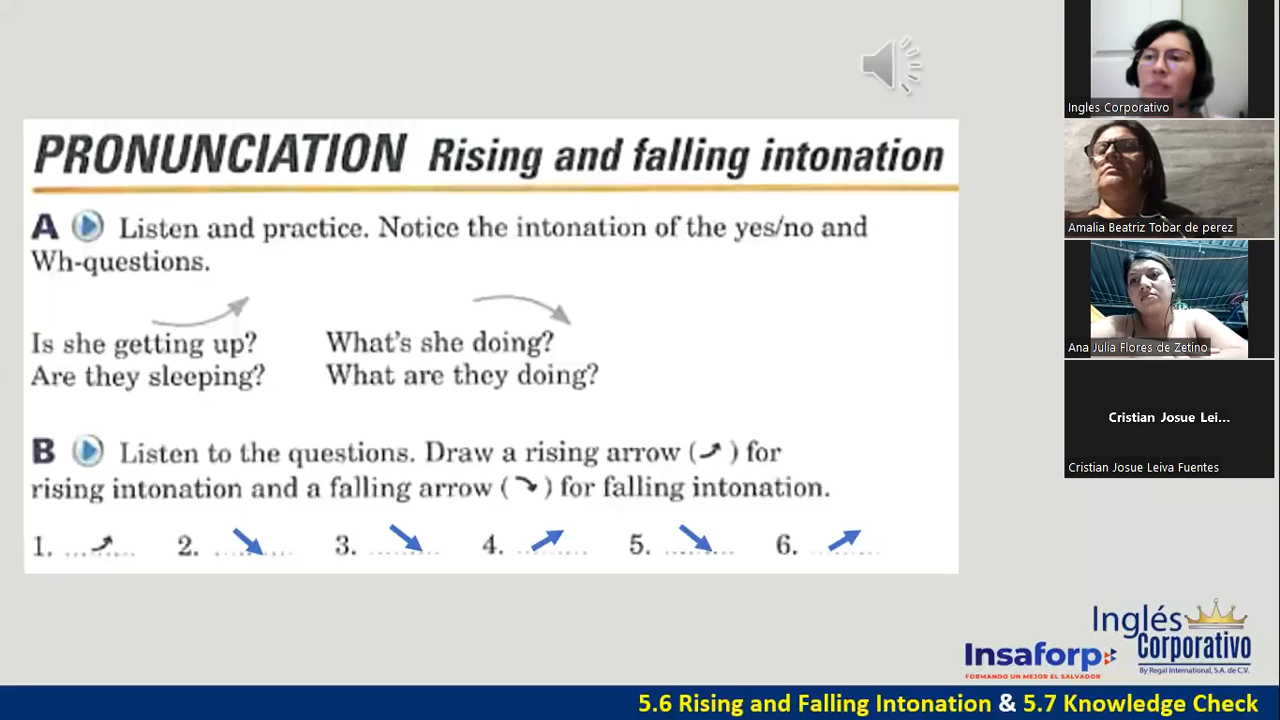 PRONUNCIATION Rising and falling intonation
A Listen and practice. Notice the intonation of the yes/no and
Wh-questions.
Is she getting up? What's she doing?
Are they sleeping? What are they doing?
B Listen to the questions. Draw a rising arrow ( ) for
rising intonation and a falling arrow ( ) for falling intonation.
1. 2. 3. 4. 5. 6.
Ingles Corporativo
Amalia Beatriz Tobar de perez
Ana Julia Flores de Zetino
Cristian Josue Lei...
Cristian Josue Leiva Fuentes
Insaforp
FORMANDO UN MEJOR EL SALVADOR
Inglés
Corporativo
By Regal International, S.A. de C.V.
5.6 Rising and Falling Intonation & 5.7 Knowledge Check